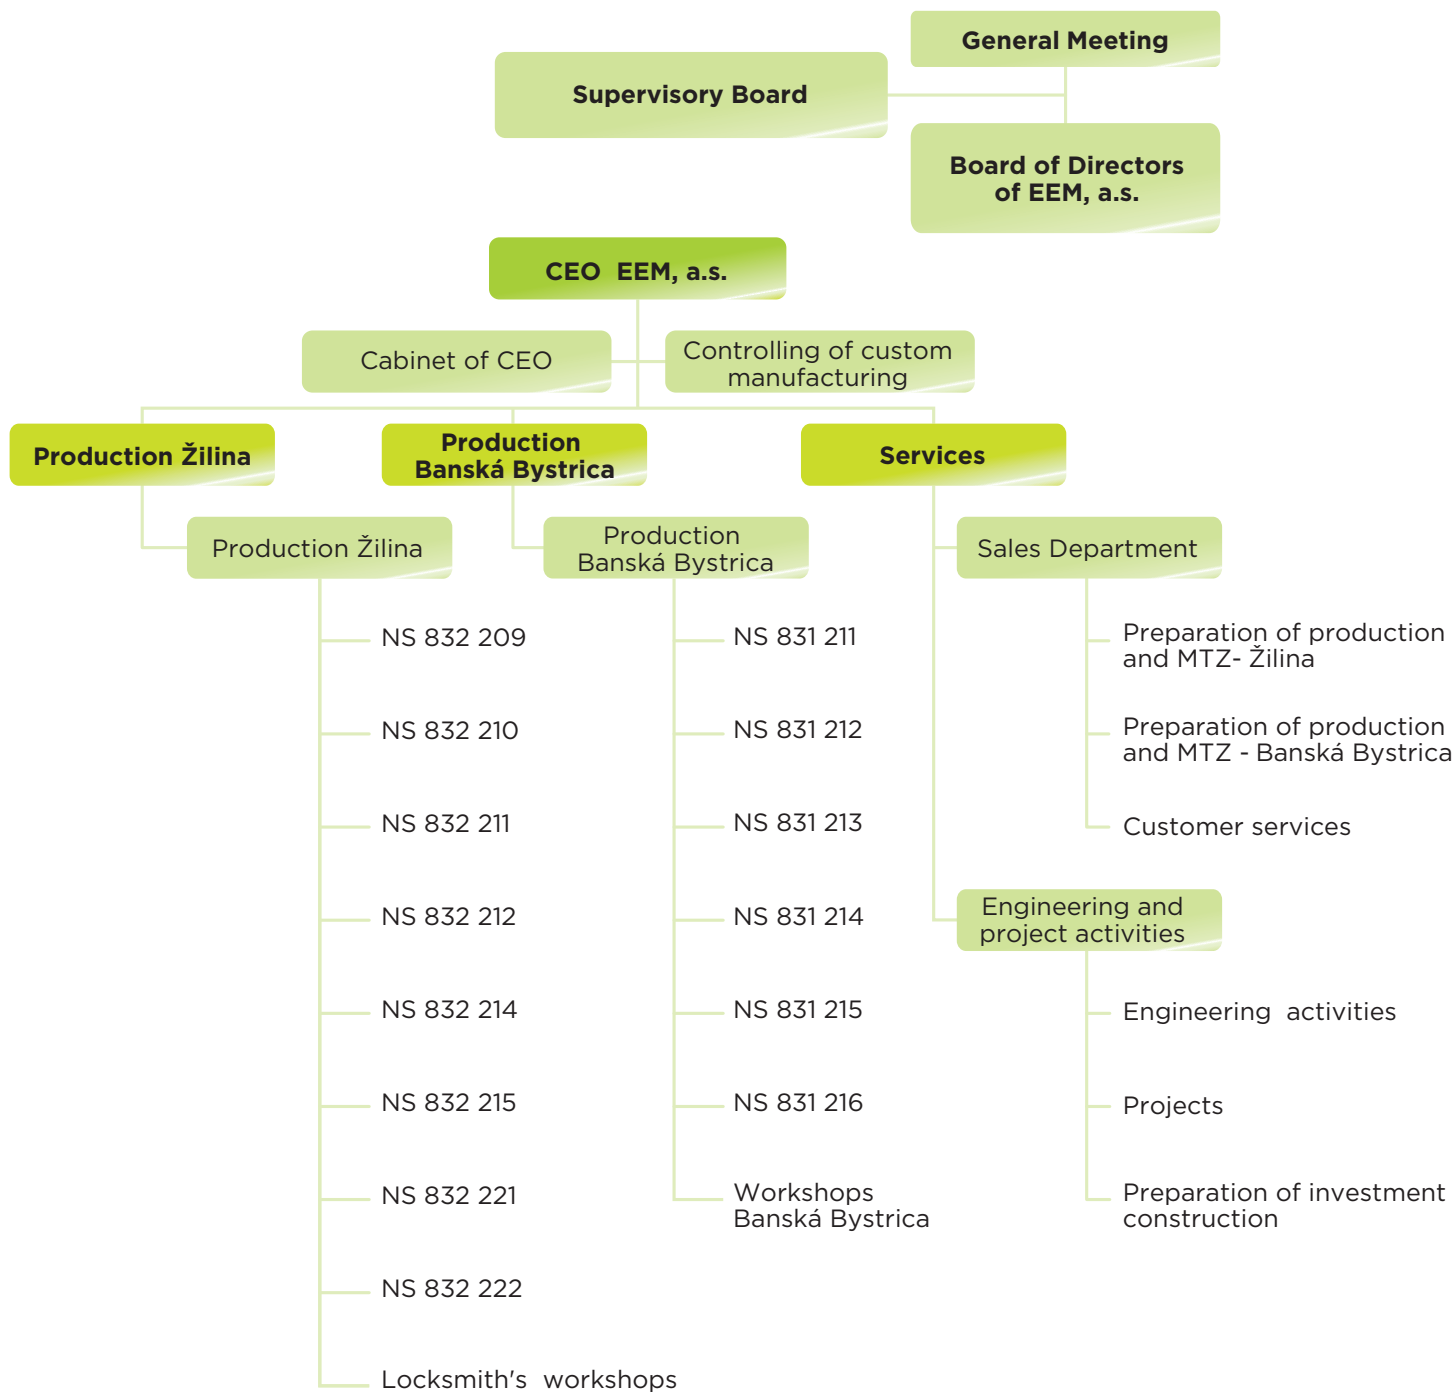 General Meeting
Supervisory Board
Board of Directors
of EEM, a.s.
CEO  EEM, a.s.
Cabinet of CEO
Controlling of custom
manufacturing
Production Žilina
Production
Banská Bystrica
Services
Production Žilina
Production
Banská Bystrica
Sales Department
NS 832 209
NS 832 210
NS 832 211
NS 832 212
NS 832 214
NS 832 215
NS 832 221
NS 832 222
Locksmith's  workshops
NS 831 211
NS 831 212
NS 831 213
NS 831 214
NS 831 215
NS 831 216
Workshops
Banská Bystrica
Preparation of production
and MTZ- Žilina
Preparation of production
and MTZ - Banská Bystrica
Customer services
Engineering and
project activities
Engineering  activities
Projects
Preparation of investment
construction